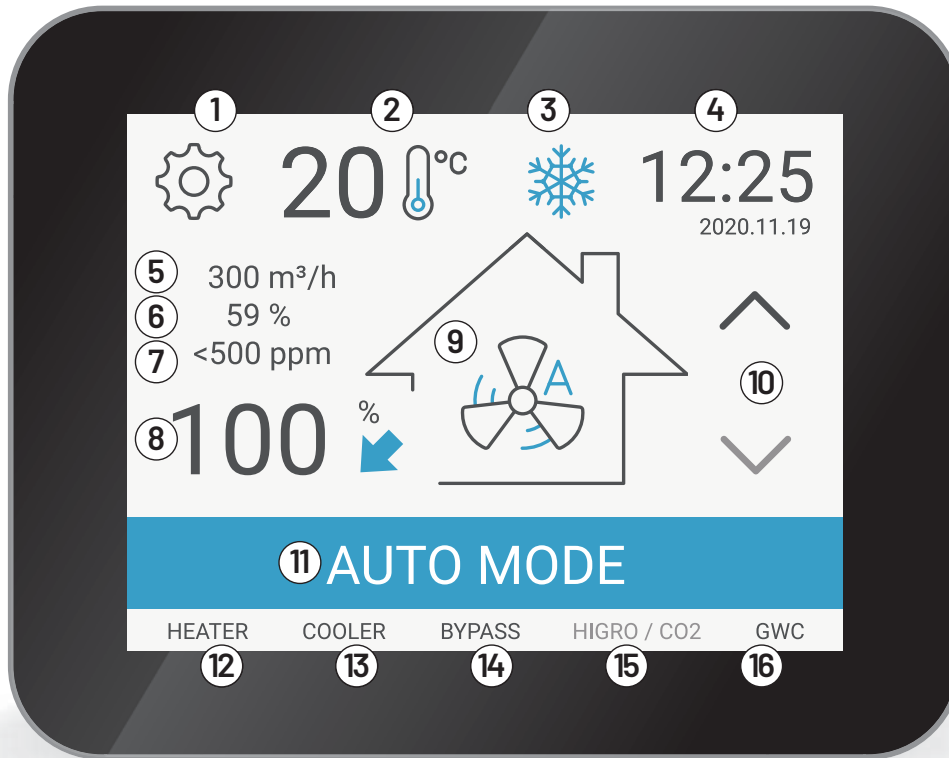 1 2 3 4
20 °C 12:25
2020.11.19
5 300 m³/h
6 59 %
7 <500 ppm
9 A
10
8 100 %
11 AUTO MODE
HEATER COOLER BYPASS HIGRO / CO2 GWC
12 13 14 15 16